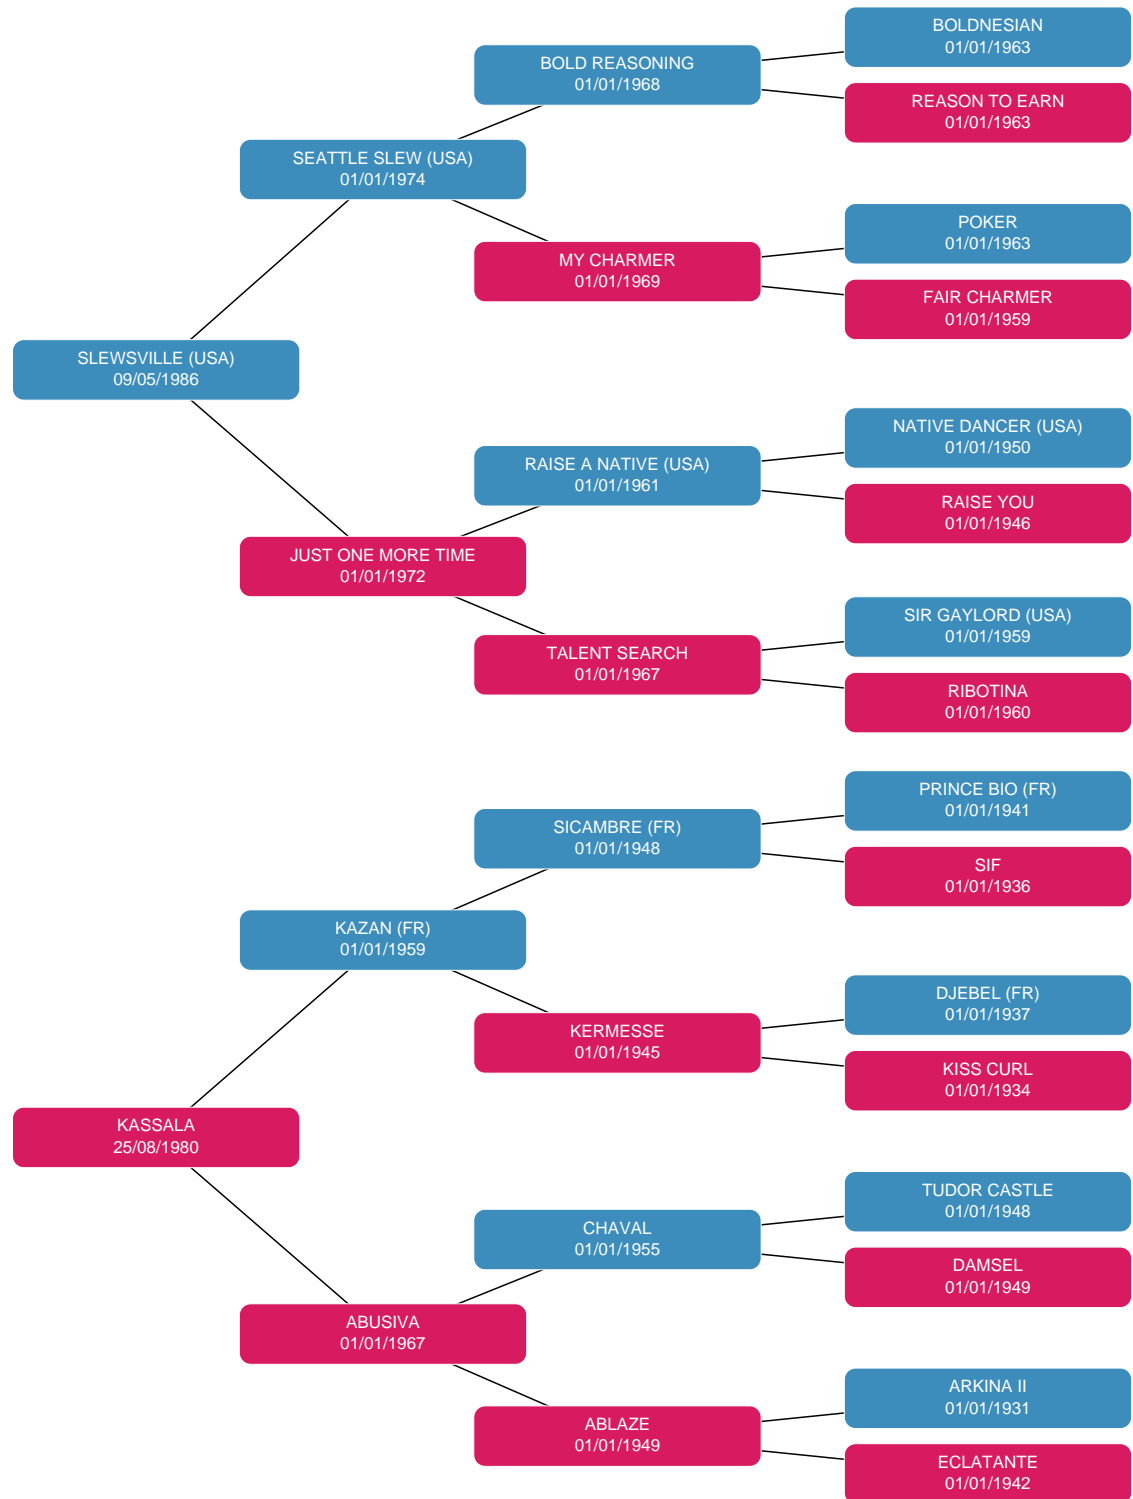 BOLDNESIAN
01/01/1963
BOLD REASONING
01/01/1968
REASON TO EARN
01/01/1963
SEATTLE SLEW (USA)
01/01/1974
POKER
01/01/1963
MY CHARMER
01/01/1969
FAIR CHARMER
01/01/1959
SLEWSVILLE (USA)
09/05/1986
NATIVE DANCER (USA)
01/01/1950
RAISE A NATIVE (USA)
01/01/1961
RAISE YOU
01/01/1946
JUST ONE MORE TIME
01/01/1972
SIR GAYLORD (USA)
01/01/1959
TALENT SEARCH
01/01/1967
RIBOTINA
01/01/1960
PRINCE BIO (FR)
01/01/1941
SICAMBRE (FR)
01/01/1948
SIF
01/01/1936
KAZAN (FR)
01/01/1959
DJEBEL (FR)
01/01/1937
KERMESSE
01/01/1945
KISS CURL
01/01/1934
KASSALA
25/08/1980
TUDOR CASTLE
01/01/1948
CHAVAL
01/01/1955
DAMSEL
01/01/1949
ABUSIVA
01/01/1967
ARKINA II
01/01/1931
ABLAZE
01/01/1949
ECLATANTE
01/01/1942